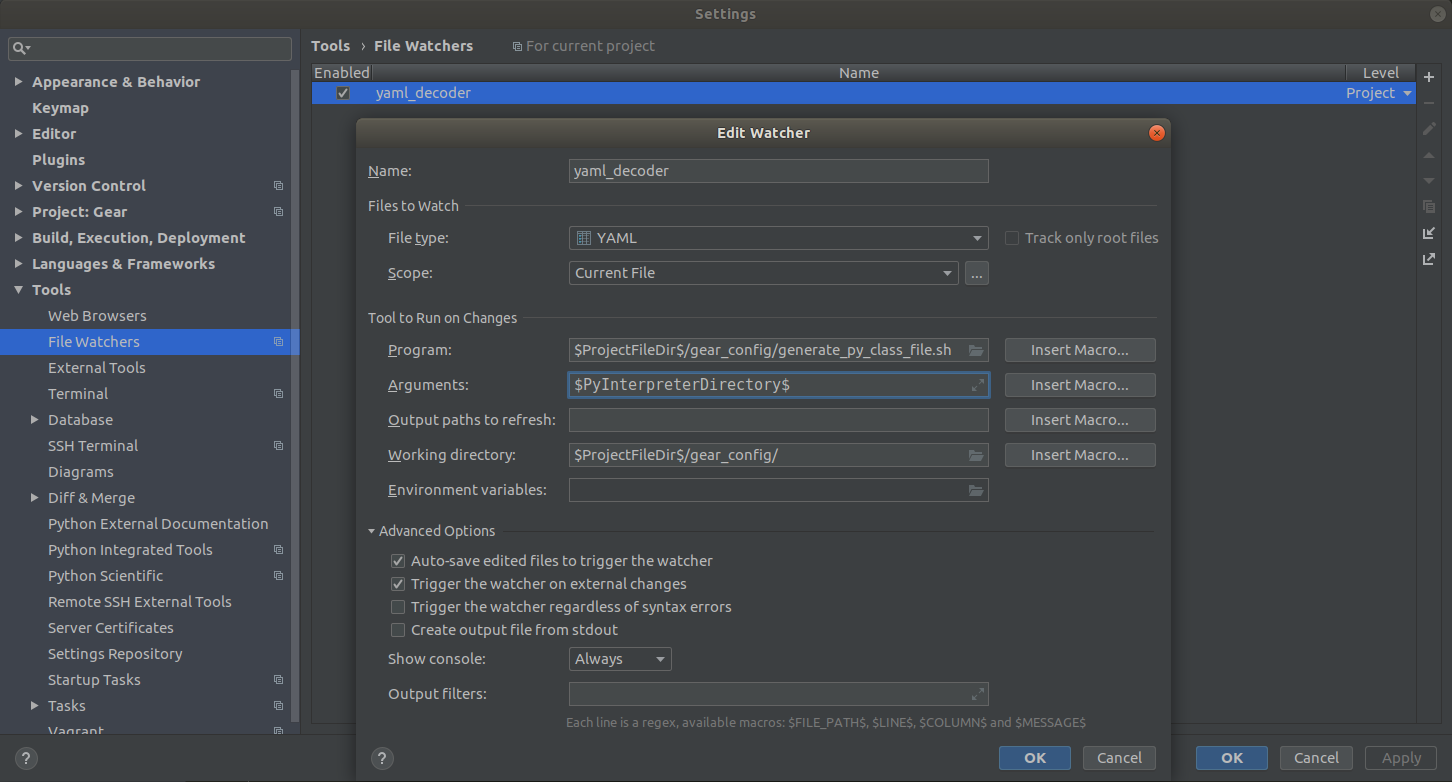 Settings
Appearance & Behavior
Keymap
Editor
Plugins
Version Control
Project: Gear
Build, Execution, Deployment
Languages & Frameworks
Tools
Web Browsers
File Watchers
External Tools
Terminal
Database
SSH Terminal
Diagrams
Diff & Merge
Python External Documentation
Python Integrated Tools
Python Scientific
Remote SSH External Tools
Server Certificates
Settings Repository
Startup Tasks
Tasks
Vagrant
?
Tools › File Watchers For current project
Enabled Name Level
yaml_decoder Project
Edit Watcher
Name: yaml_decoder
Files to Watch
File type: YAML Track only root files
Scope: Current File ...
Tool to Run on Changes
Program: $ProjectFileDir$/gear_config/generate_py_class_file.sh Insert Macro...
Arguments: $PyInterpreterDirectory$ Insert Macro...
Output paths to refresh: Insert Macro...
Working directory: $ProjectFileDir$/gear_config/ Insert Macro...
Environment variables:
Advanced Options
Auto-save edited files to trigger the watcher
Trigger the watcher on external changes
Trigger the watcher regardless of syntax errors
Create output file from stdout
Show console: Always
Output filters:
Each line is a regex, available macros: $FILE_PATH$, $LINE$, $COLUMN$ and $MESSAGE$
? OK Cancel
OK Cancel Apply